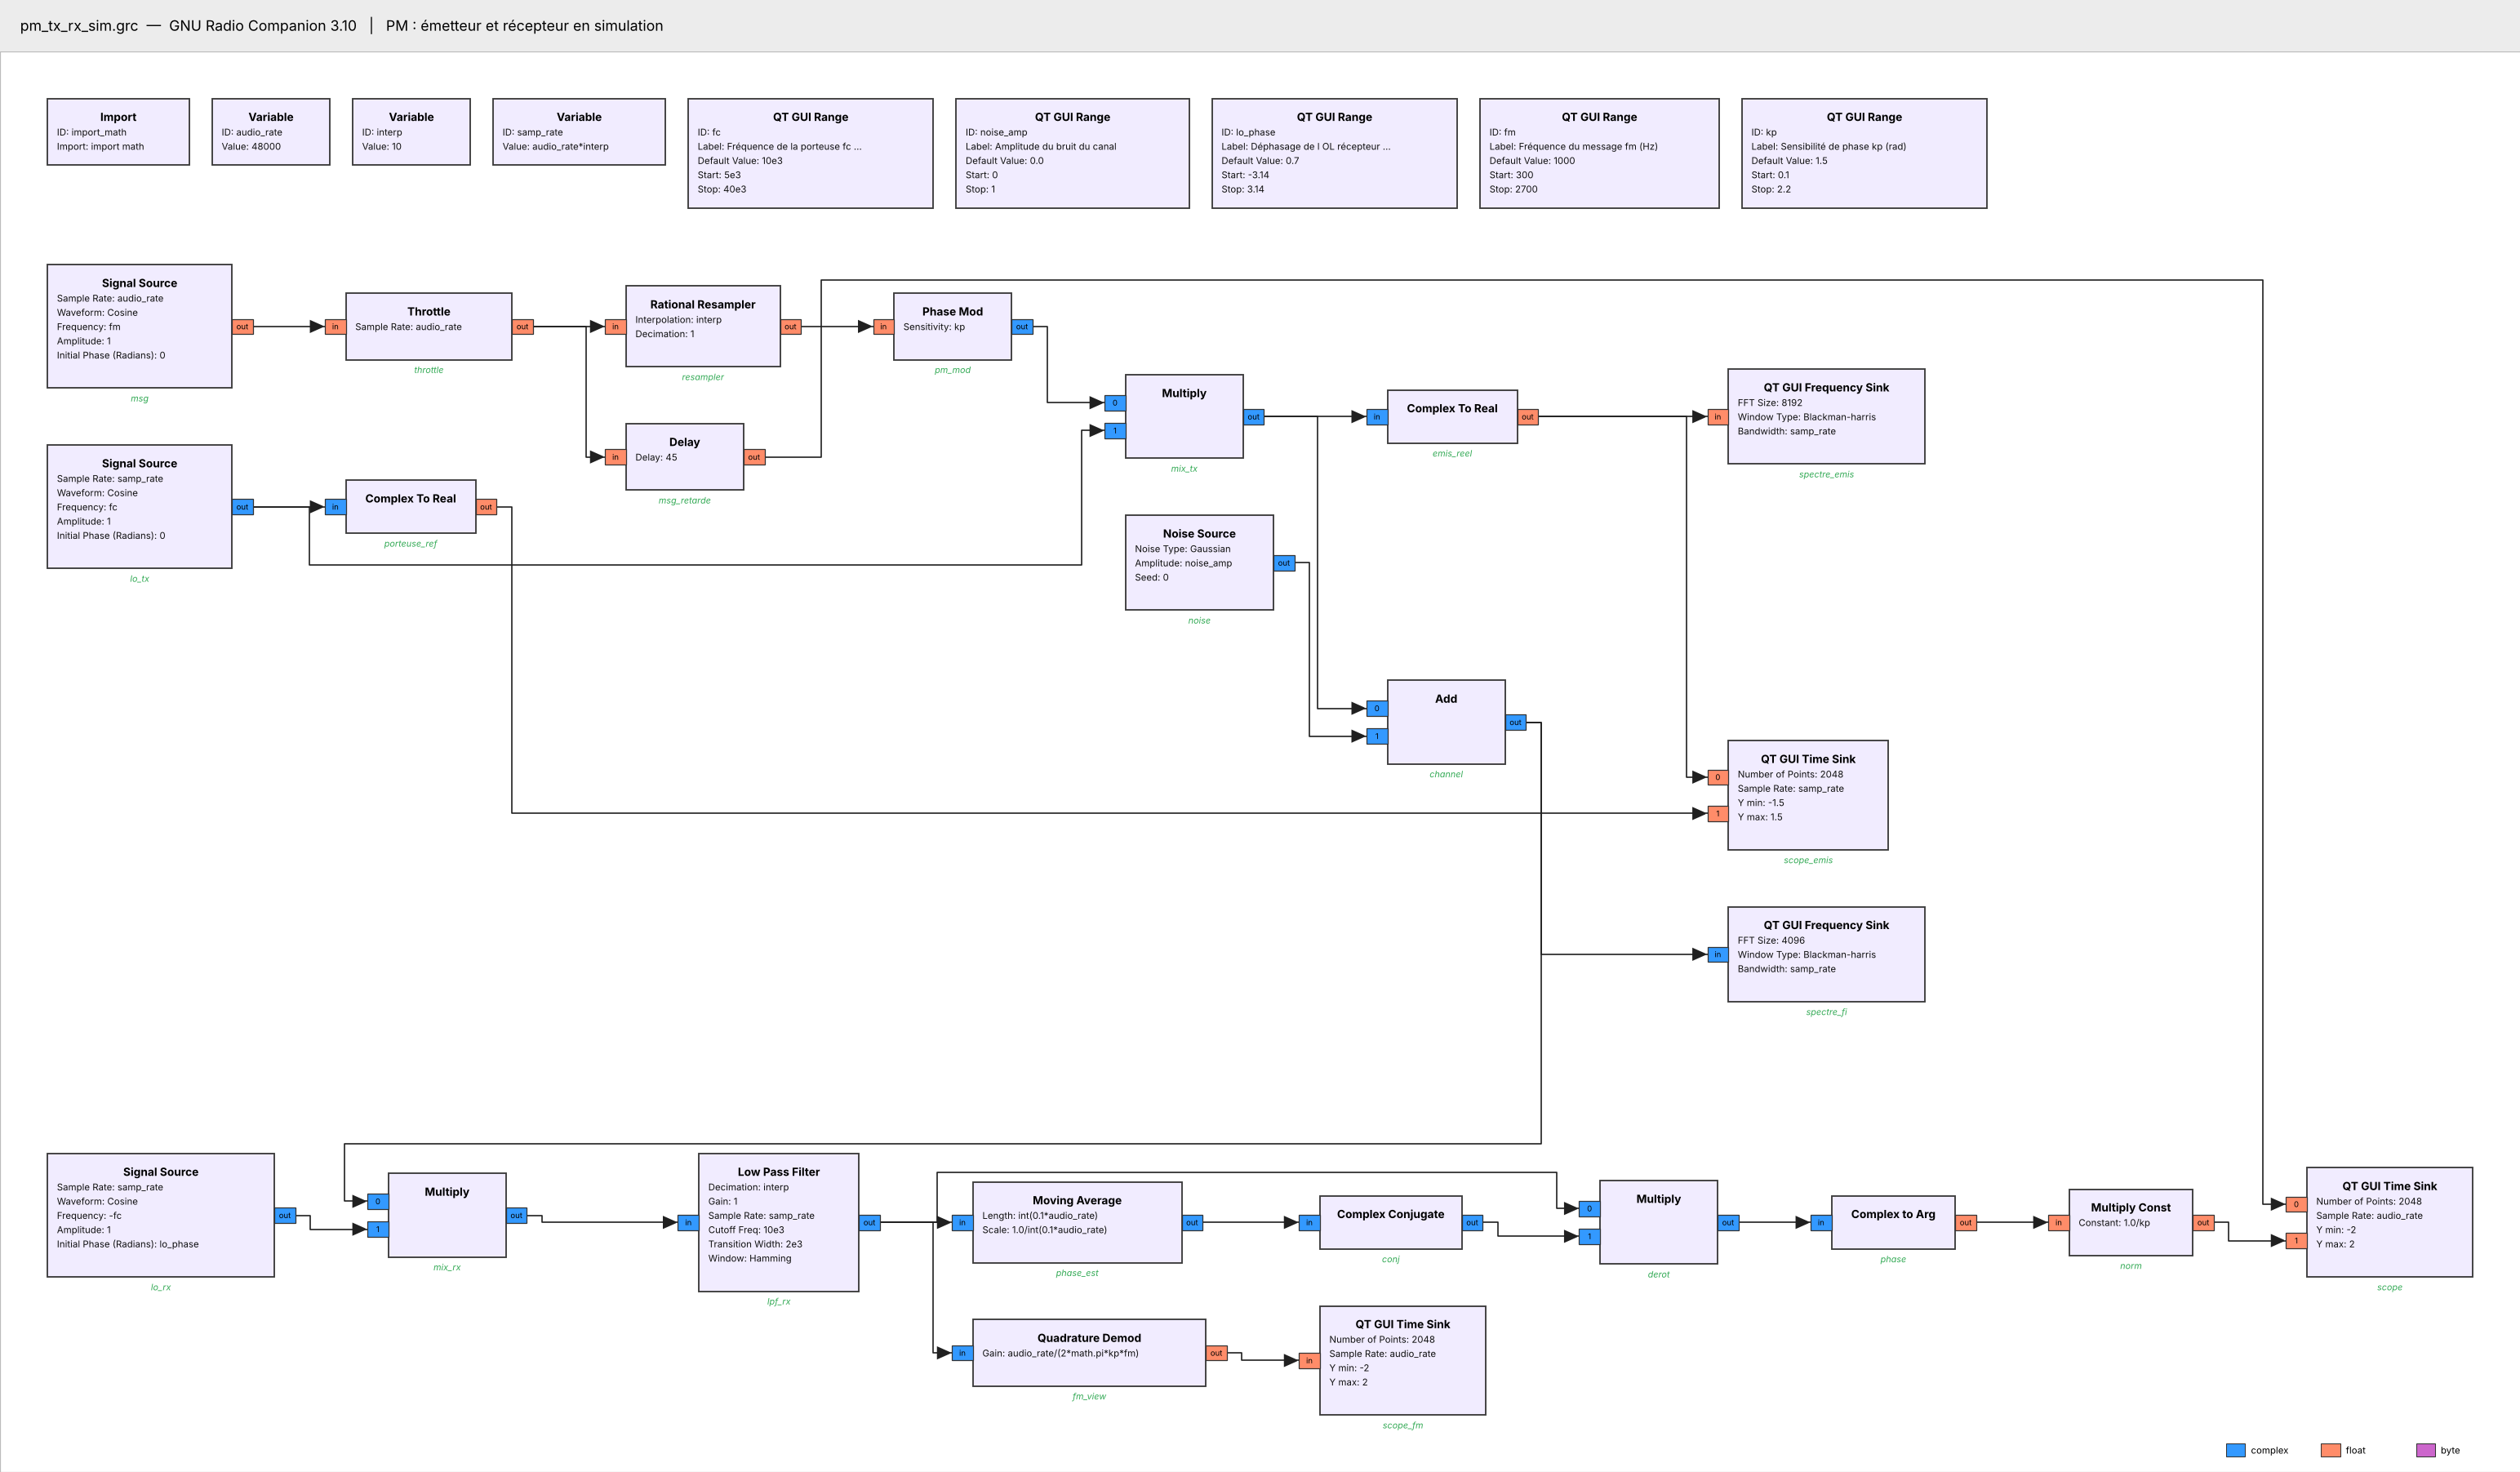 pm_tx_rx_sim.grc — GNU Radio Companion 3.10 | PM : émetteur et récepteur en simulation
Import
ID: import_math
Import: import math
Variable
ID: audio_rate
Value: 48000
Variable
ID: interp
Value: 10
Variable
ID: samp_rate
Value: audio_rate*interp
QT GUI Range
ID: fc
Label: Fréquence de la porteuse fc ...
Default Value: 10e3
Start: 5e3
Stop: 40e3
QT GUI Range
ID: noise_amp
Label: Amplitude du bruit du canal
Default Value: 0.0
Start: 0
Stop: 1
QT GUI Range
ID: lo_phase
Label: Déphasage de l OL récepteur ...
Default Value: 0.7
Start: -3.14
Stop: 3.14
QT GUI Range
ID: fm
Label: Fréquence du message fm (Hz)
Default Value: 1000
Start: 300
Stop: 2700
QT GUI Range
ID: kp
Label: Sensibilité de phase kp (rad)
Default Value: 1.5
Start: 0.1
Stop: 2.2
Signal Source
Sample Rate: audio_rate
Waveform: Cosine
Frequency: fm
Amplitude: 1
Initial Phase (Radians): 0
out
msg
in
Throttle
Sample Rate: audio_rate
out
throttle
in
Rational Resampler
Interpolation: interp
Decimation: 1
out
resampler
in
Phase Mod
Sensitivity: kp
out
pm_mod
in
Delay
Delay: 45
out
msg_retarde
0
1
Multiply
out
mix_tx
in
Complex To Real
out
emis_reel
in
QT GUI Frequency Sink
FFT Size: 8192
Window Type: Blackman-harris
Bandwidth: samp_rate
spectre_emis
Signal Source
Sample Rate: samp_rate
Waveform: Cosine
Frequency: fc
Amplitude: 1
Initial Phase (Radians): 0
out
lo_tx
in
Complex To Real
out
porteuse_ref
Noise Source
Noise Type: Gaussian
Amplitude: noise_amp
Seed: 0
out
noise
0
1
Add
out
channel
0
1
QT GUI Time Sink
Number of Points: 2048
Sample Rate: samp_rate
Y min: -1.5
Y max: 1.5
scope_emis
in
QT GUI Frequency Sink
FFT Size: 4096
Window Type: Blackman-harris
Bandwidth: samp_rate
spectre_fi
Signal Source
Sample Rate: samp_rate
Waveform: Cosine
Frequency: -fc
Amplitude: 1
Initial Phase (Radians): lo_phase
out
lo_rx
0
1
Multiply
out
mix_rx
in
Low Pass Filter
Decimation: interp
Gain: 1
Sample Rate: samp_rate
Cutoff Freq: 10e3
Transition Width: 2e3
Window: Hamming
out
lpf_rx
in
Moving Average
Length: int(0.1*audio_rate)
Scale: 1.0/int(0.1*audio_rate)
out
phase_est
in
Complex Conjugate
out
conj
0
1
Multiply
out
derot
in
Complex to Arg
out
phase
in
Multiply Const
Constant: 1.0/kp
out
norm
0
1
QT GUI Time Sink
Number of Points: 2048
Sample Rate: audio_rate
Y min: -2
Y max: 2
scope
in
Quadrature Demod
Gain: audio_rate/(2*math.pi*kp*fm)
out
fm_view
in
QT GUI Time Sink
Number of Points: 2048
Sample Rate: audio_rate
Y min: -2
Y max: 2
scope_fm
complex
float
byte